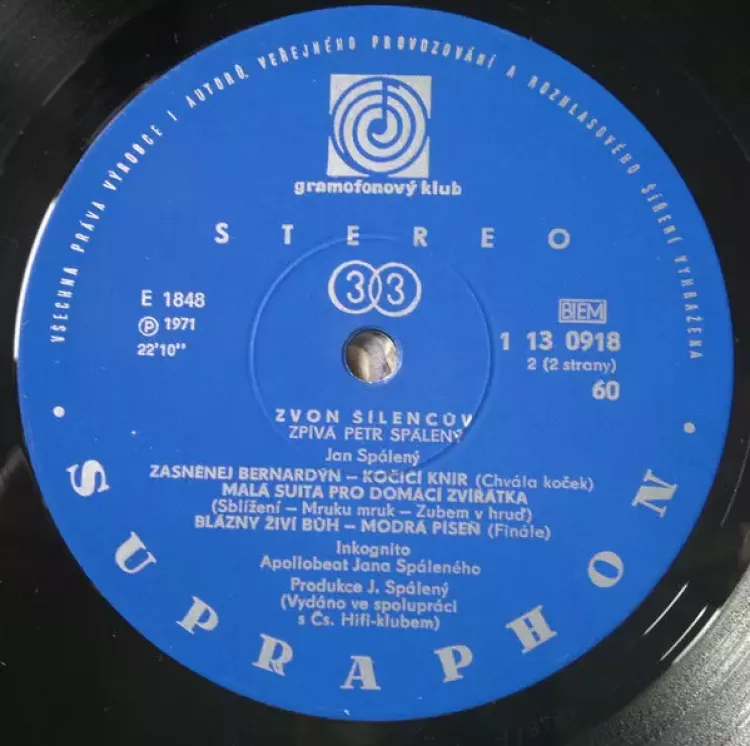 VŠECHNA PRÁVA VÝROBCE I AUTORŮ, VEŘEJNÉHO PROVOZOVÁNÍ A ROZHLASOVÉHO ŠÍŘENÍ VYHRAŽENA
gramofonový klub
STEREO
33
E 1848
℗ 1971
22'10"
BIEM
1 13 0918
2 (2 strany)
60
ZVON ŠÍLENCŮV
ZPÍVÁ PETR SPÁLENÝ
Jan Spálený
ZASNĚNEJ BERNARDÝN – KOČIČÍ KNÍR (Chvála koček)
MALÁ SUITA PRO DOMÁCÍ ZVÍŘÁTKA
(Sblížení – Mruku mruk – Zubem v hruď)
BLÁZNY ŽIVÍ BŮH – MODRÁ PÍSEŇ (Finále)
Inkognito
Apollobeat Jana Spáleného
Produkce J. Spálený
(Vydáno ve spolupráci
s Čs. Hifi-klubem)
SUPRAPHON